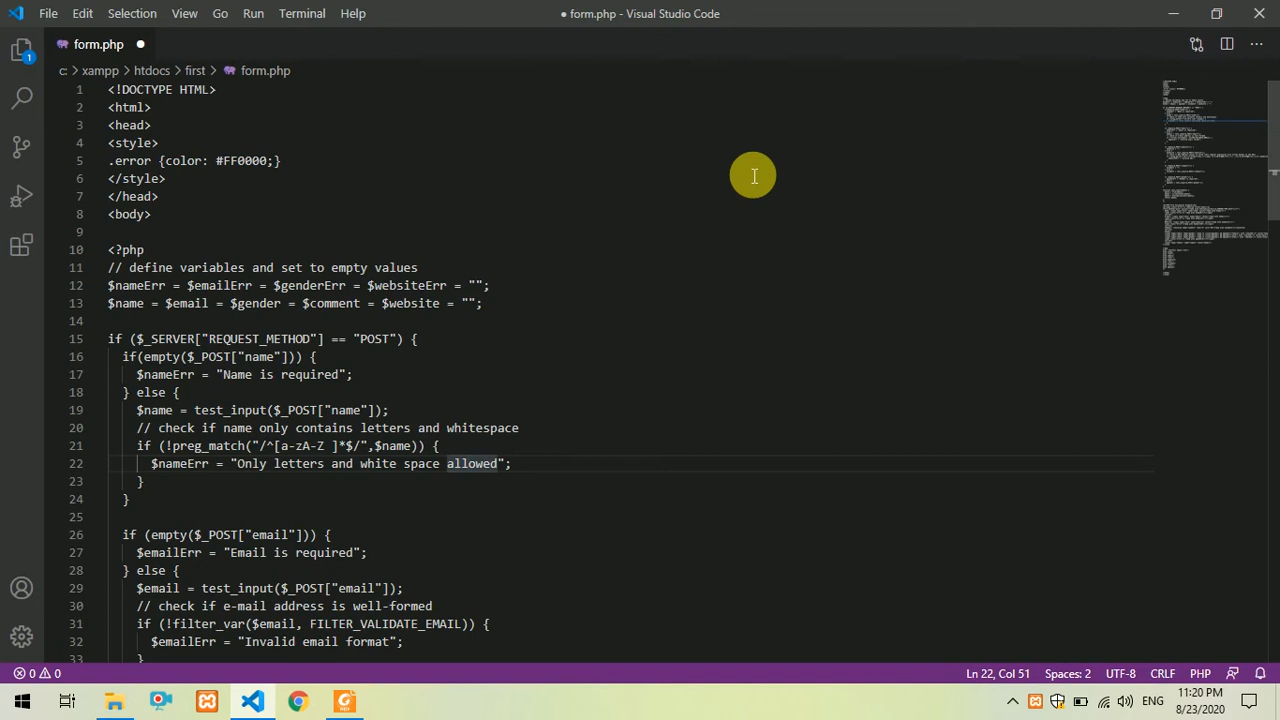 File Edit Selection View Go Run Terminal Help
● form.php - Visual Studio Code
form.php
c: > xampp > htdocs > first > form.php
1 <!DOCTYPE HTML>
2 <html>
3 <head>
4 <style>
5 .error {color: #FF0000;}
6 </style>
7 </head>
8 <body>
9
10 <?php
11 // define variables and set to empty values
12 $nameErr = $emailErr = $genderErr = $websiteErr = "";
13 $name = $email = $gender = $comment = $website = "";
14
15 if ($_SERVER["REQUEST_METHOD"] == "POST") {
16 if(empty($_POST["name"])) {
17 $nameErr = "Name is required";
18 } else {
19 $name = test_input($_POST["name"]);
20 // check if name only contains letters and whitespace
21 if (!preg_match("/^[a-zA-Z ]*$/",$name)) {
22 $nameErr = "Only letters and white space allowed";
23 }
24 }
25
26 if (empty($_POST["email"])) {
27 $emailErr = "Email is required";
28 } else {
29 $email = test_input($_POST["email"]);
30 // check if e-mail address is well-formed
31 if (!filter_var($email, FILTER_VALIDATE_EMAIL)) {
32 $emailErr = "Invalid email format";
33 }
0 0
Ln 22, Col 51 Spaces: 2 UTF-8 CRLF PHP
ENG
11:20 PM
8/23/2020
1